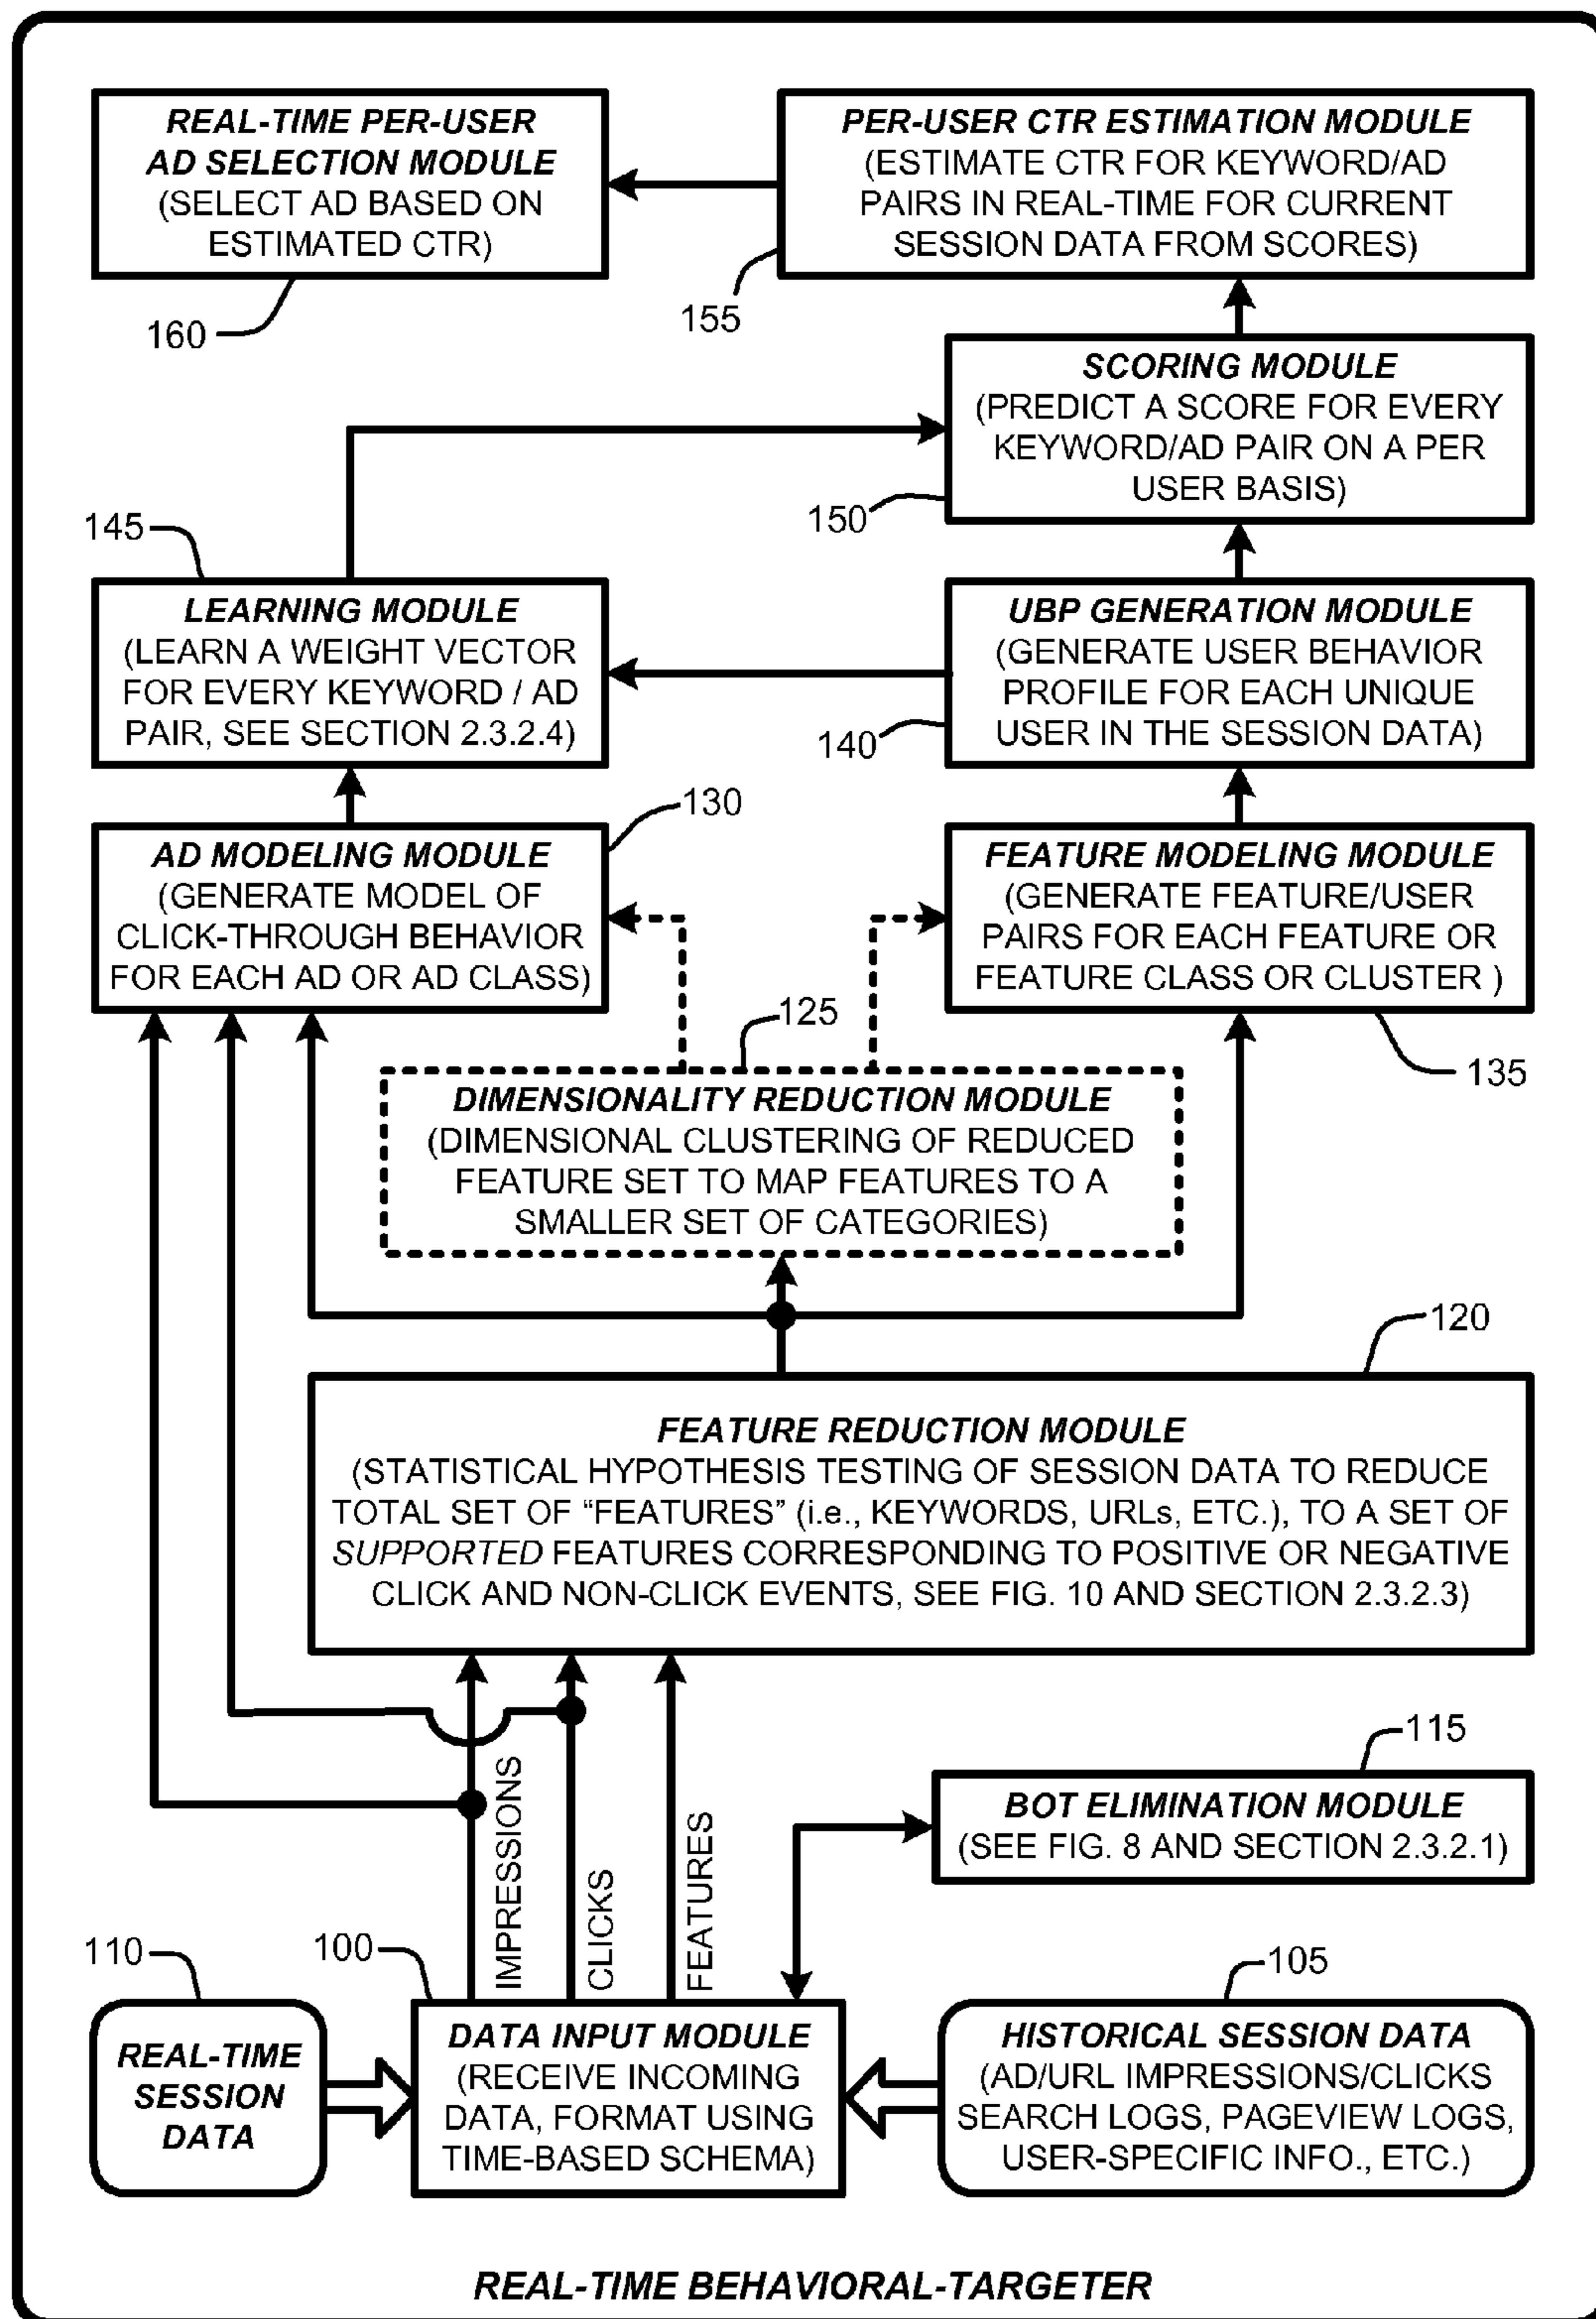 REAL-TIME PER-USER
AD SELECTION MODULE
(SELECT AD BASED ON
ESTIMATED CTR)
160
PER-USER CTR ESTIMATION MODULE
(ESTIMATE CTR FOR KEYWORD/AD
PAIRS IN REAL-TIME FOR CURRENT
SESSION DATA FROM SCORES)
155
SCORING MODULE
(PREDICT A SCORE FOR EVERY
KEYWORD/AD PAIR ON A PER
USER BASIS)
150
145
LEARNING MODULE
(LEARN A WEIGHT VECTOR
FOR EVERY KEYWORD / AD
PAIR, SEE SECTION 2.3.2.4)
UBP GENERATION MODULE
(GENERATE USER BEHAVIOR
PROFILE FOR EACH UNIQUE
USER IN THE SESSION DATA)
140
130
AD MODELING MODULE
(GENERATE MODEL OF
CLICK-THROUGH BEHAVIOR
FOR EACH AD OR AD CLASS)
FEATURE MODELING MODULE
(GENERATE FEATURE/USER
PAIRS FOR EACH FEATURE OR
FEATURE CLASS OR CLUSTER )
135
125
DIMENSIONALITY REDUCTION MODULE
(DIMENSIONAL CLUSTERING OF REDUCED
FEATURE SET TO MAP FEATURES TO A
SMALLER SET OF CATEGORIES)
120
FEATURE REDUCTION MODULE
(STATISTICAL HYPOTHESIS TESTING OF SESSION DATA TO REDUCE
TOTAL SET OF “FEATURES” (i.e., KEYWORDS, URLs, ETC.), TO A SET OF
SUPPORTED FEATURES CORRESPONDING TO POSITIVE OR NEGATIVE
CLICK AND NON-CLICK EVENTS, SEE FIG. 10 AND SECTION 2.3.2.3)
IMPRESSIONS
CLICKS
FEATURES
115
BOT ELIMINATION MODULE
(SEE FIG. 8 AND SECTION 2.3.2.1)
110
REAL-TIME
SESSION
DATA
100
DATA INPUT MODULE
(RECEIVE INCOMING
DATA, FORMAT USING
TIME-BASED SCHEMA)
105
HISTORICAL SESSION DATA
(AD/URL IMPRESSIONS/CLICKS
SEARCH LOGS, PAGEVIEW LOGS,
USER-SPECIFIC INFO., ETC.)
REAL-TIME BEHAVIORAL-TARGETER